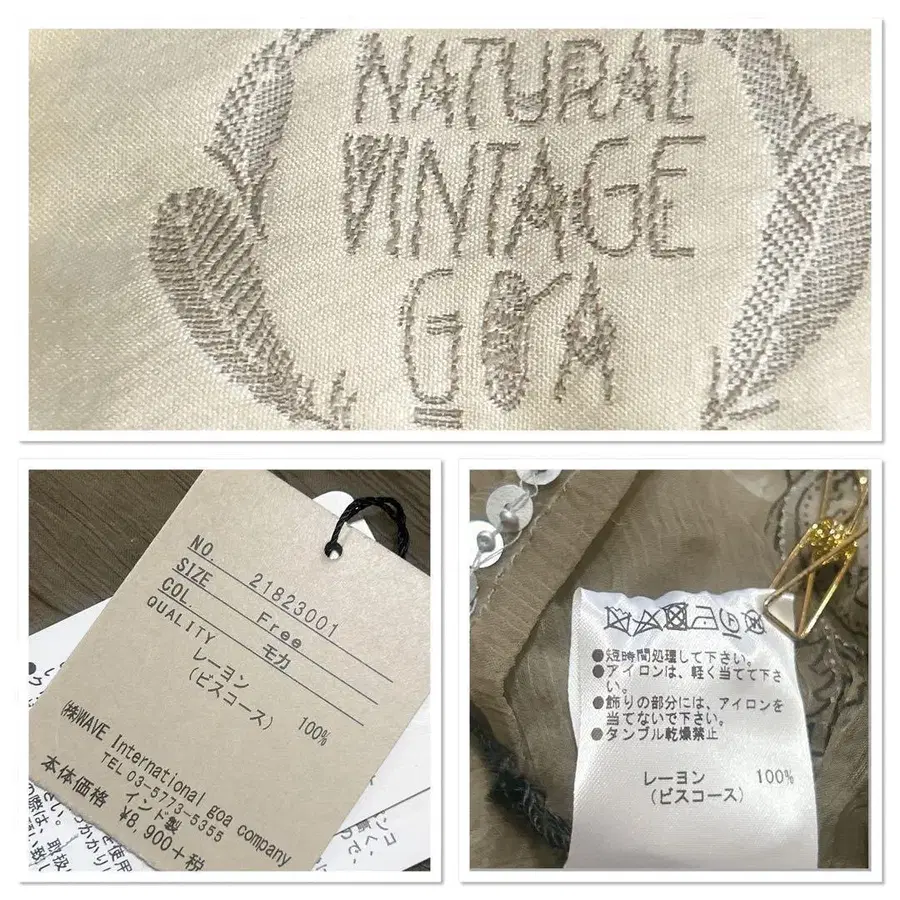 NATURAL
VINTAGE
GOA
NO. 21823001
SIZE Free
COL. モカ
QUALITY
レーヨン
(ビスコース) 100%
㈱WAVE International goa company
TEL 03-5773-5355
インド製
本体価格 ¥8,900+税
●短時間処理して下さい。
●アイロンは、軽く当てて下さ
い。
●飾りの部分には、アイロンを
当てないで下さい。
●タンブル乾燥禁止
レーヨン 100%
(ビスコース)